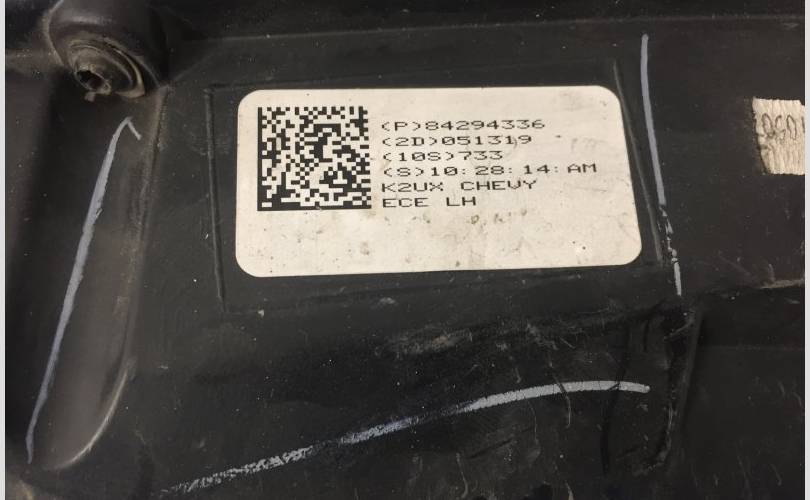 (P)84294336
(2D)051319
(10S)733
(S)10:28:14:AM
K2UX CHEVY
ECE LH